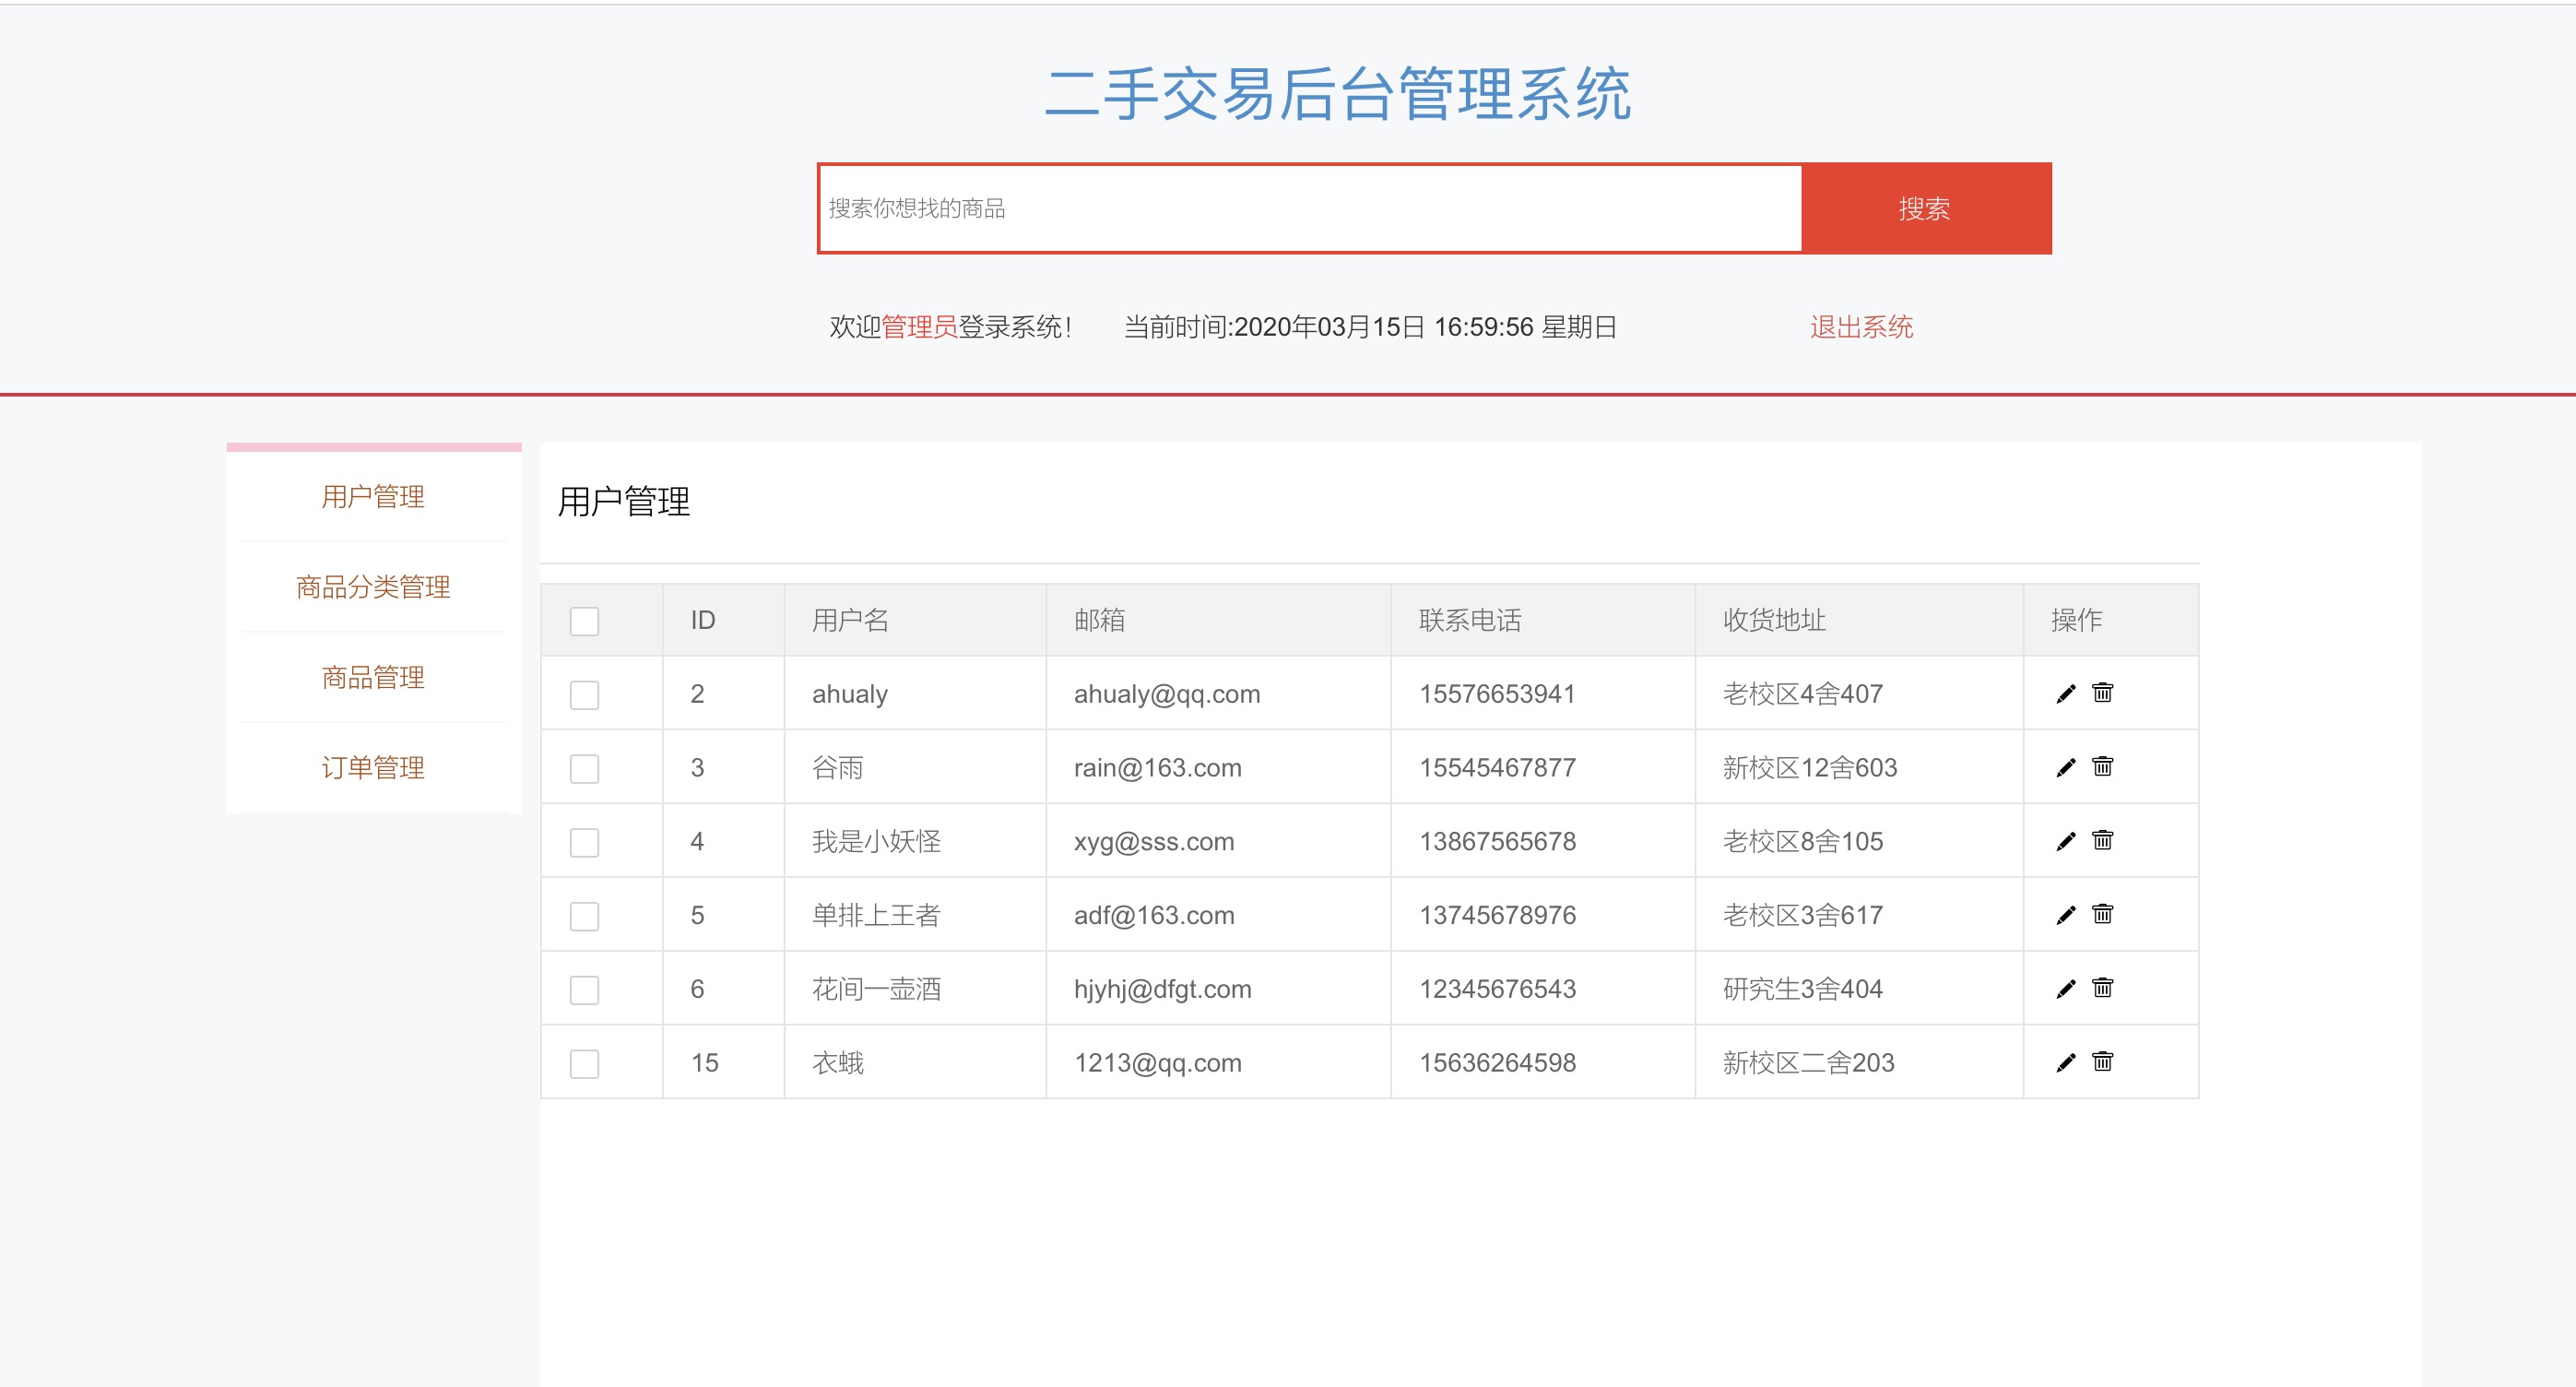 二手交易后台管理系统
搜索你想找的商品 搜索
欢迎管理员登录系统! 当前时间:2020年03月15日 16:59:56 星期日 退出系统
用户管理
商品分类管理
商品管理
订单管理
用户管理
ID 用户名 邮箱 联系电话 收货地址 操作
2 ahualy ahualy@qq.com 15576653941 老校区4舍407
3 谷雨 rain@163.com 15545467877 新校区12舍603
4 我是小妖怪 xyg@sss.com 13867565678 老校区8舍105
5 单排上王者 adf@163.com 13745678976 老校区3舍617
6 花间一壶酒 hjyhj@dfgt.com 12345676543 研究生3舍404
15 衣蛾 1213@qq.com 15636264598 新校区二舍203